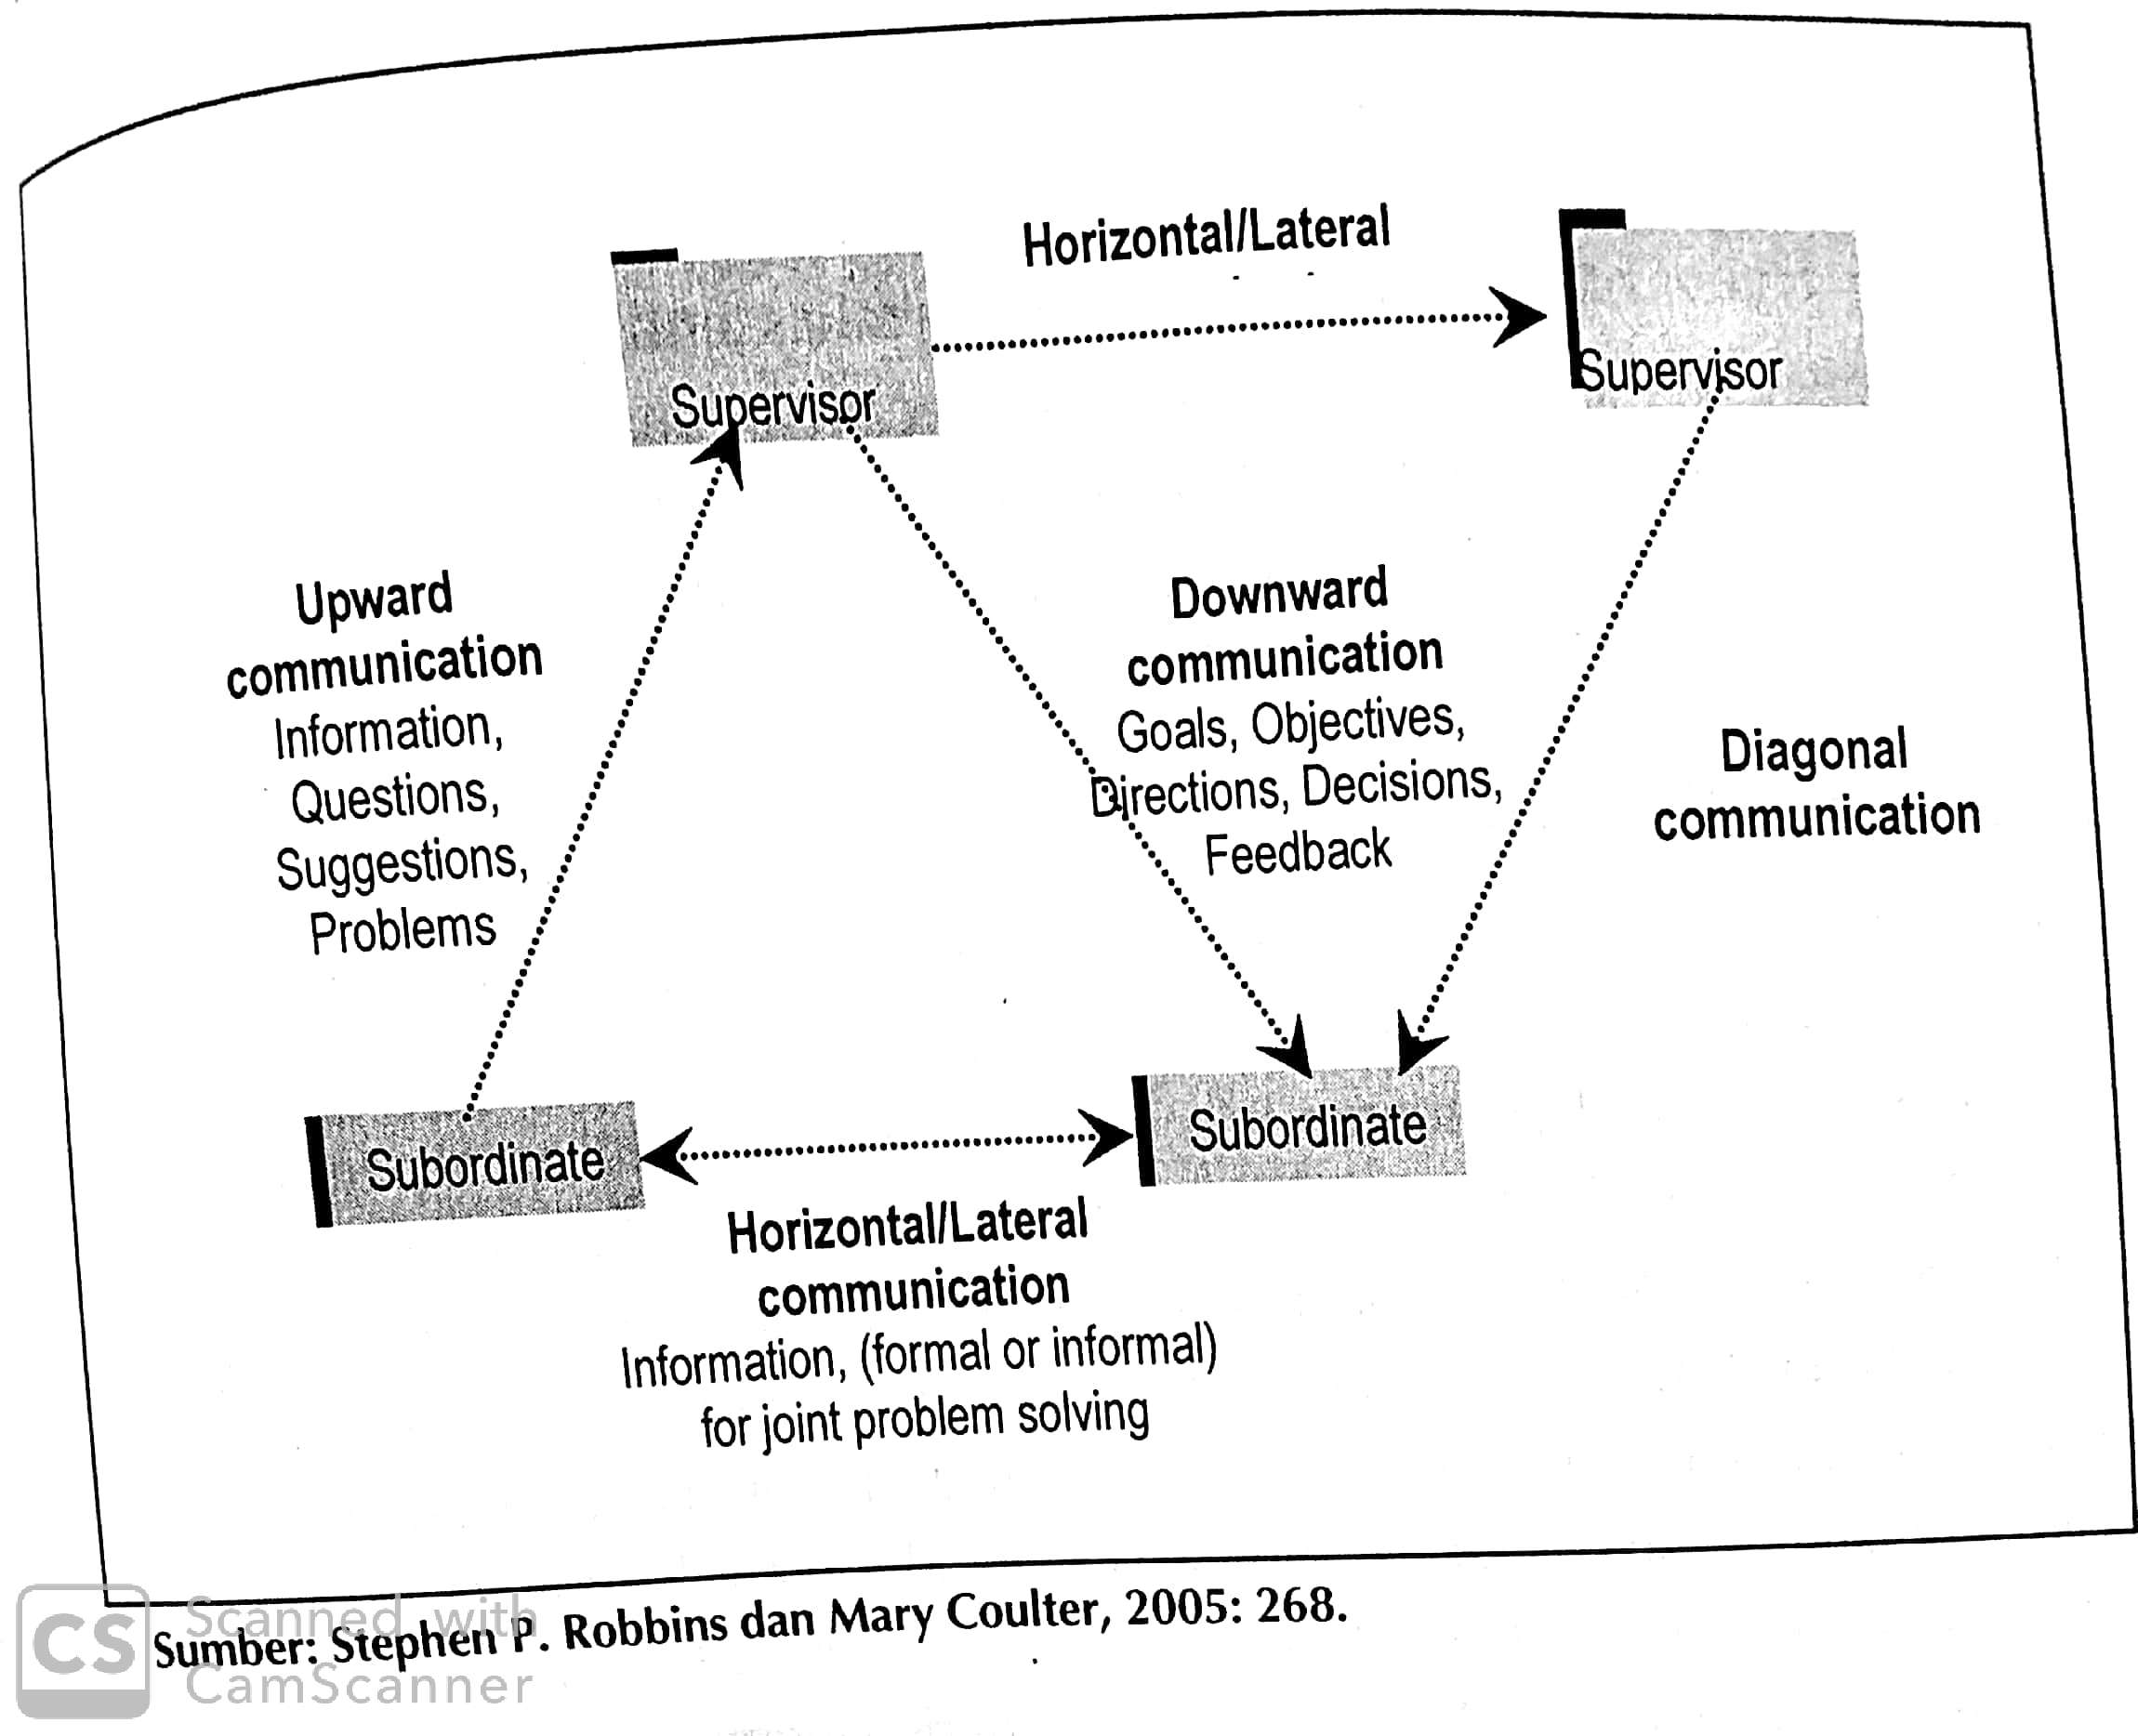 Horizontal/Lateral
Supervisor
Supervisor
Upward
communication
Information,
Questions,
Suggestions,
Problems
Downward
communication
Goals, Objectives,
Directions, Decisions,
Feedback
Diagonal
communication
Subordinate
Subordinate
Horizontal/Lateral
communication
Information, (formal or informal)
for joint problem solving
Sumber: Stephen P. Robbins dan Mary Coulter, 2005: 268.
CS
Scanned with
CamScanner